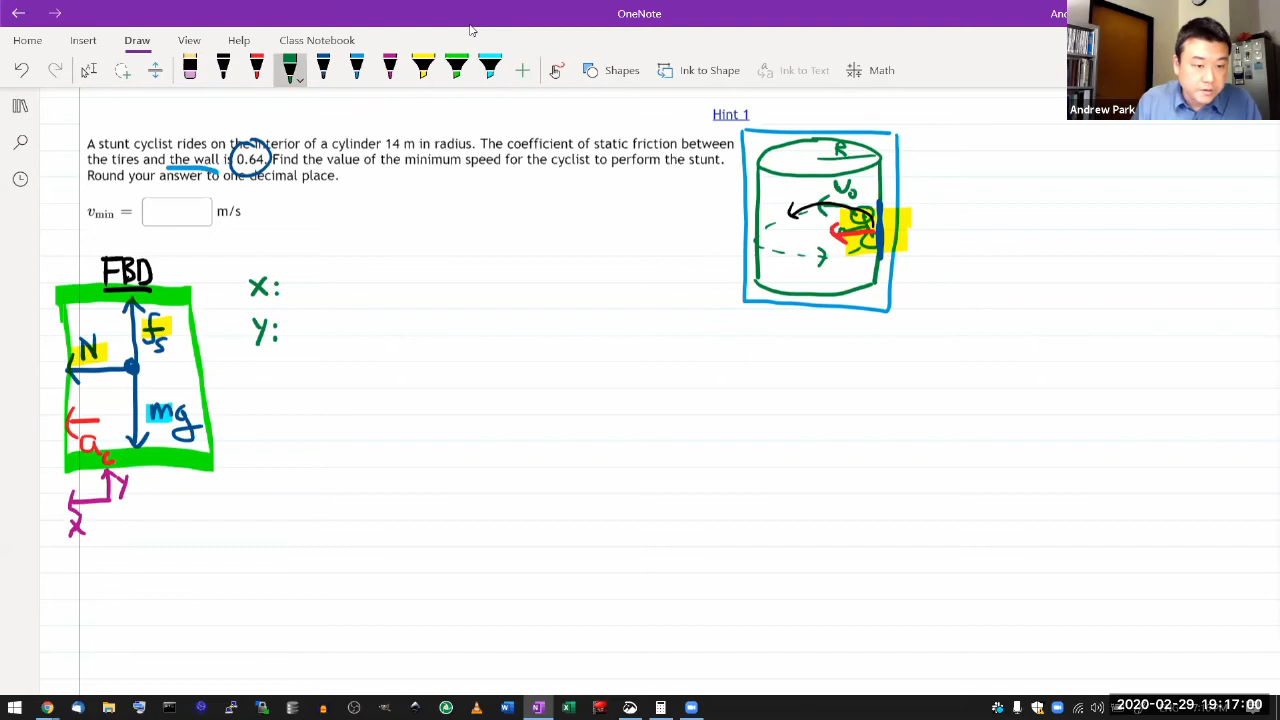 OneNote
An
Home Insert Draw View Help Class Notebook
Shapes Ink to Shape Ink to Text Math
Andrew Park
Hint 1
A stunt cyclist rides on the interior of a cylinder 14 m in radius. The coefficient of static friction between
the tires and the wall is 0.64. Find the value of the minimum speed for the cyclist to perform the stunt.
Round your answer to one decimal place.
vmin = m/s
R
v₀
FBD
x:
y:
fs
N
mg
ac
y
x
2020-02-29 19:17:00